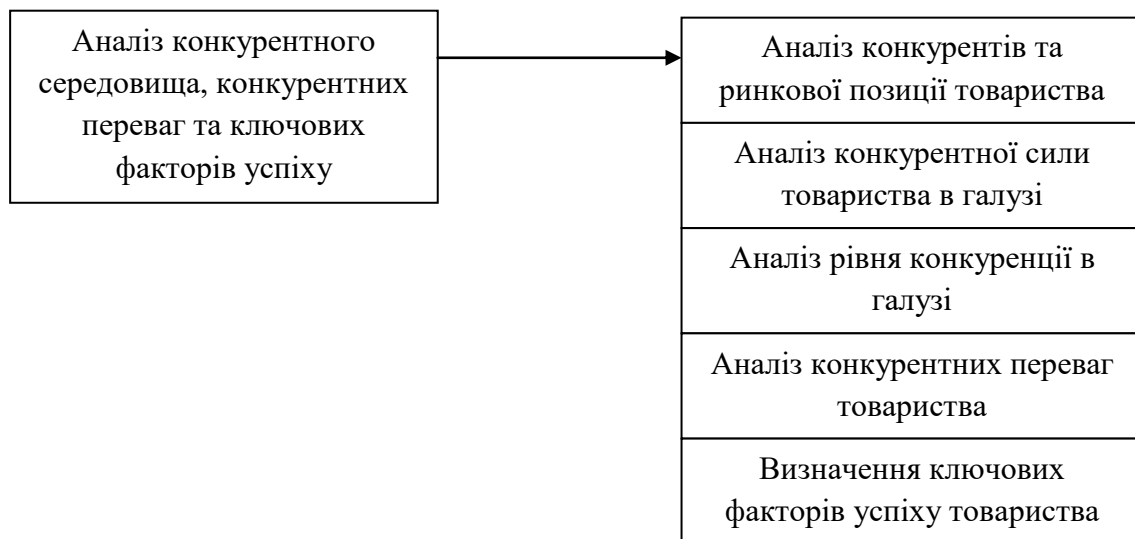 Аналіз конкурентного
середовища, конкурентних
переваг та ключових
факторів успіху
Аналіз конкурентів та
ринкової позиції товариства
Аналіз конкурентної сили
товариства в галузі
Аналіз рівня конкуренції в
галузі
Аналіз конкурентних переваг
товариства
Визначення ключових
факторів успіху товариства